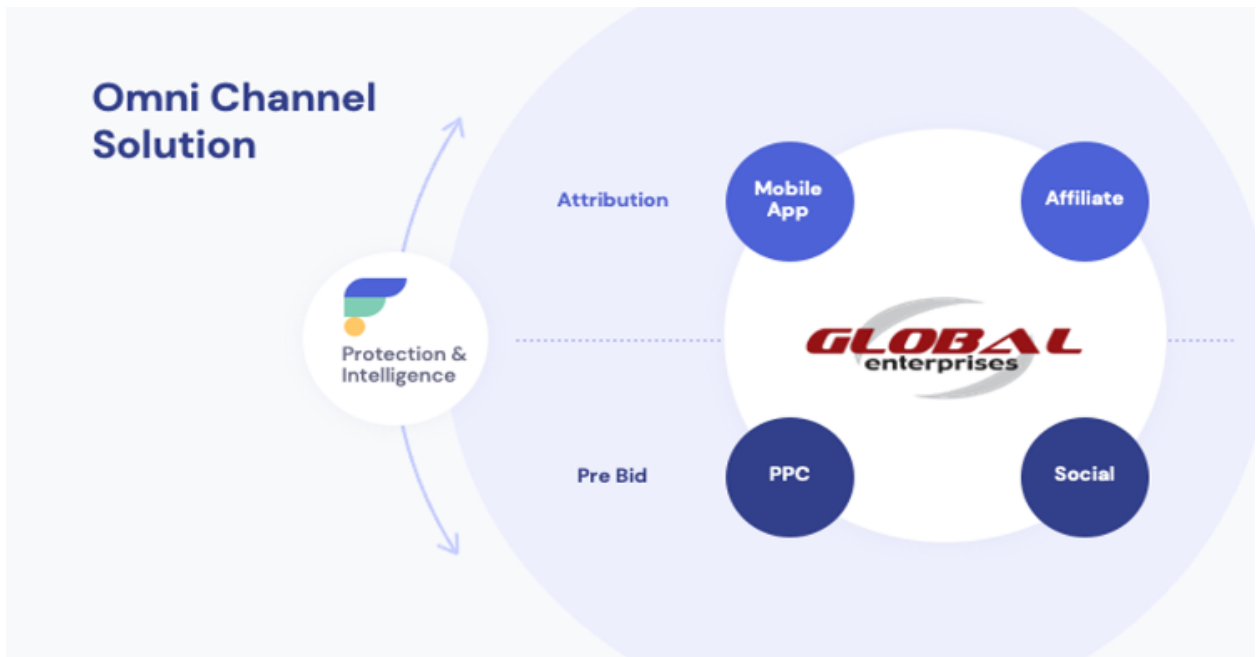 Omni Channel
Solution
Attribution
Mobile
App
Affiliate
Protection &
Intelligence
GLOBAL
enterprises
Pre Bid
PPC
Social